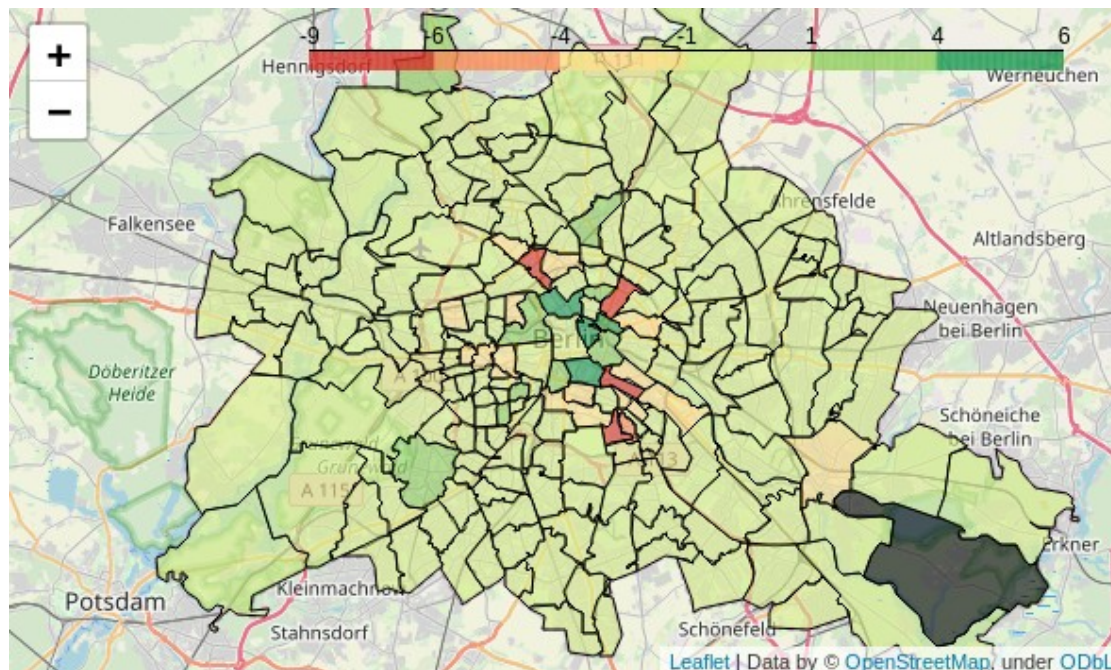 +
−
-9 -6 -4 -1 1 4 6
Hennigsdorf
Werneuchen
Falkensee
Ahrensfelde
Altlandsberg
Neuenhagen
bei Berlin
Berlin
Döberitzer
Heide
Schöneiche
bei Berlin
Grunewald
A 115
Erkner
Kleinmachnow
Potsdam
Stahnsdorf
Schönefeld
Leaflet | Data by © OpenStreetMap, under ODbL